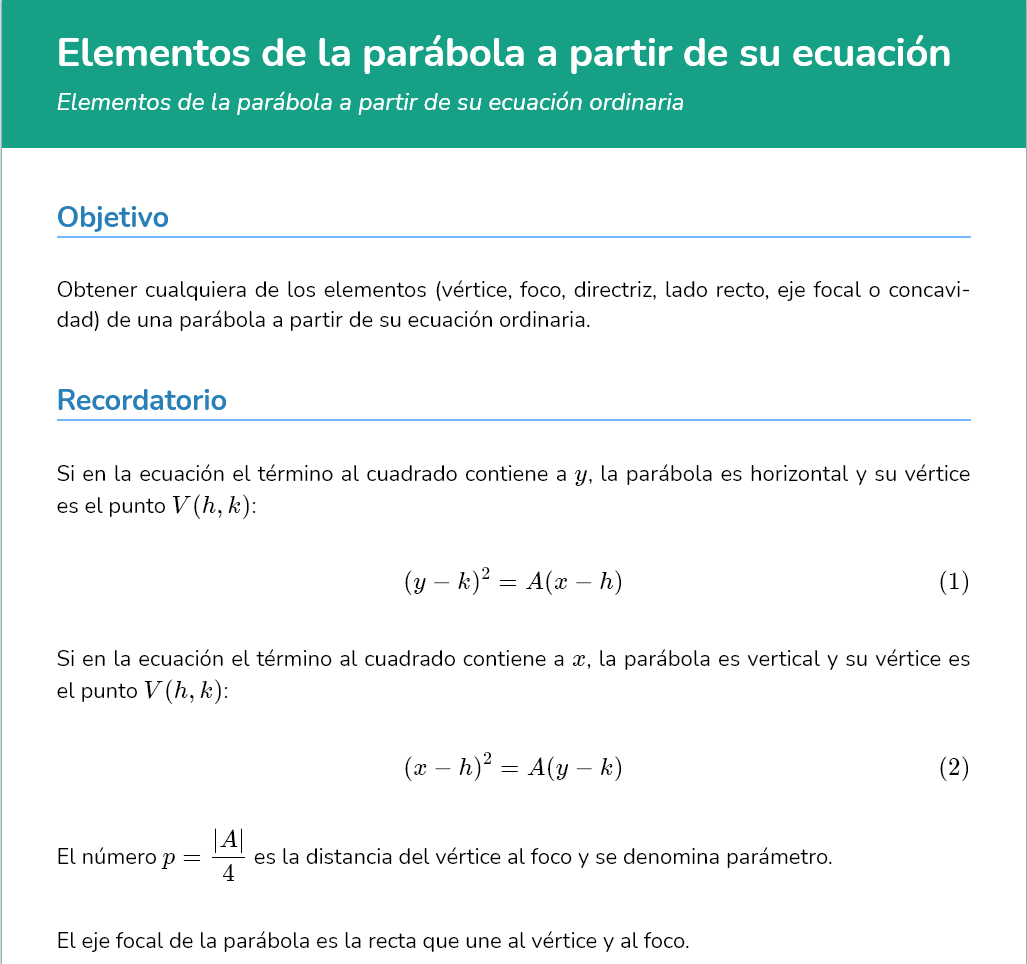 Elementos de la parábola a partir de su ecuación
Elementos de la parábola a partir de su ecuación ordinaria
Objetivo
Obtener cualquiera de los elementos (vértice, foco, directriz, lado recto, eje focal o concavi-
dad) de una parábola a partir de su ecuación ordinaria.
Recordatorio
Si en la ecuación el término al cuadrado contiene a y, la parábola es horizontal y su vértice
es el punto V(h, k):
(y − k)² = A(x − h) (1)
Si en la ecuación el término al cuadrado contiene a x, la parábola es vertical y su vértice es
el punto V(h, k):
(x − h)² = A(y − k) (2)
El número p = |A|/4 es la distancia del vértice al foco y se denomina parámetro.
El eje focal de la parábola es la recta que une al vértice y al foco.